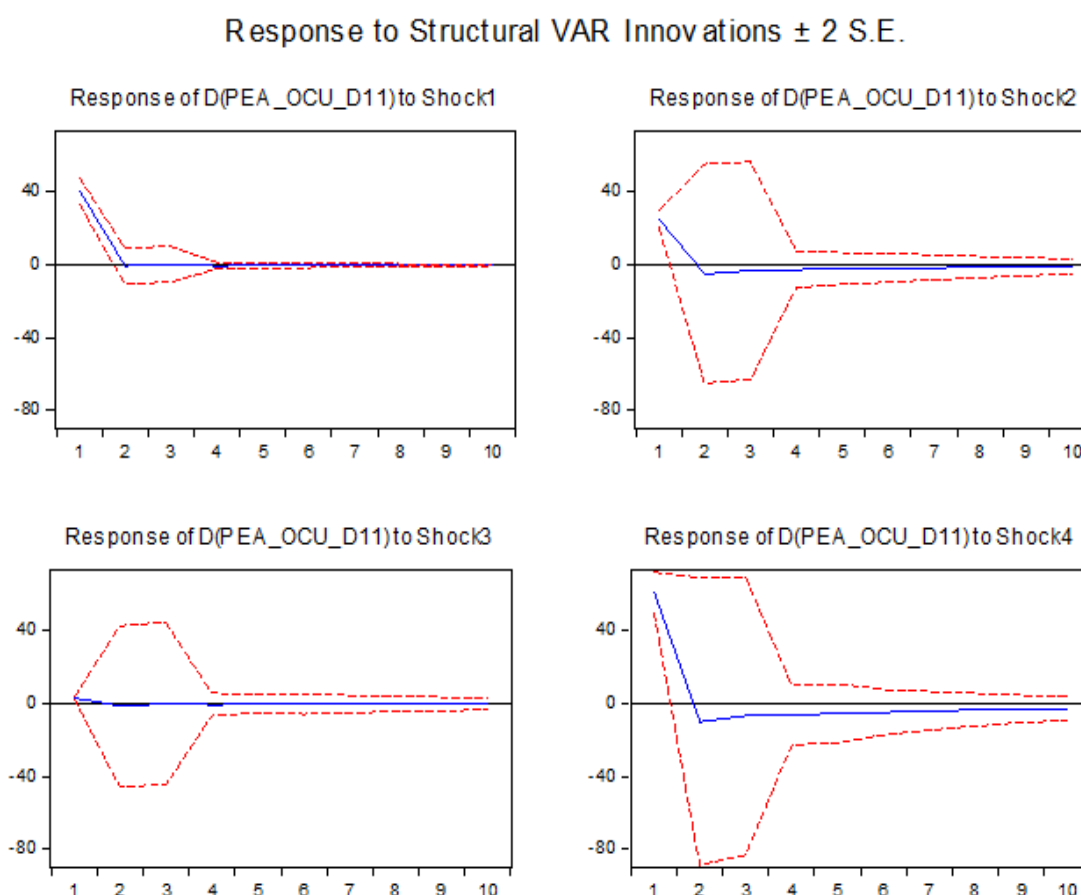 Response to Structural VAR Innovations ± 2 S.E.
Response of D(PEA_OCU_D11) to Shock1
40
0
-40
-80
1 2 3 4 5 6 7 8 9 10
Response of D(PEA_OCU_D11) to Shock2
40
0
-40
-80
1 2 3 4 5 6 7 8 9 10
Response of D(PEA_OCU_D11) to Shock3
40
0
-40
-80
1 2 3 4 5 6 7 8 9 10
Response of D(PEA_OCU_D11) to Shock4
40
0
-40
-80
1 2 3 4 5 6 7 8 9 10